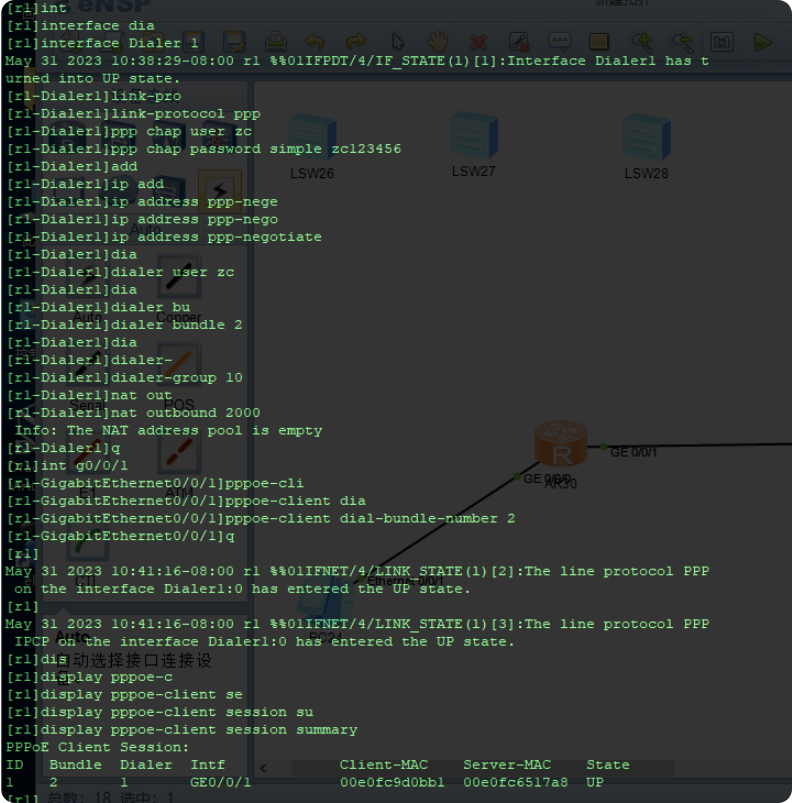 eNSP
[r1]int
[r1]interface dia
[r1]interface Dialer 1
May 31 2023 10:38:29-08:00 r1 %%01IFPDT/4/IF_STATE(l)[1]:Interface Dialer1 has t
urned into UP state.
[r1-Dialer1]link-pro
[r1-Dialer1]link-protocol ppp
[r1-Dialer1]ppp chap user zc
[r1-Dialer1]ppp chap password simple zc123456
[r1-Dialer1]add
[r1-Dialer1]ip add
[r1-Dialer1]ip address ppp-nege
[r1-Dialer1]ip address ppp-nego
[r1-Dialer1]ip address ppp-negotiate
[r1-Dialer1]dia
[r1-Dialer1]dialer user zc
[r1-Dialer1]dia
[r1-Dialer1]dialer bu
[r1-Dialer1]dialer bundle 2
[r1-Dialer1]dia
[r1-Dialer1]dialer-
[r1-Dialer1]dialer-group 10
[r1-Dialer1]nat out
[r1-Dialer1]nat outbound 2000
Info: The NAT address pool is empty
[r1-Dialer1]q
[r1]int g0/0/1
[r1-GigabitEthernet0/0/1]pppoe-cli
[r1-GigabitEthernet0/0/1]pppoe-client dia
[r1-GigabitEthernet0/0/1]pppoe-client dial-bundle-number 2
[r1-GigabitEthernet0/0/1]q
[r1]
May 31 2023 10:41:16-08:00 r1 %%01IFNET/4/LINK_STATE(l)[2]:The line protocol PPP
on the interface Dialer1:0 has entered the UP state.
[r1]
May 31 2023 10:41:16-08:00 r1 %%01IFNET/4/LINK_STATE(l)[3]:The line protocol PPP
IPCP on the interface Dialer1:0 has entered the UP state.
[r1]dis
[r1]display pppoe-c
[r1]display pppoe-client se
[r1]display pppoe-client session su
[r1]display pppoe-client session summary
PPPoE Client Session:
ID Bundle Dialer Intf Client-MAC Server-MAC State
1 2 1 GE0/0/1 00e0fc9d0bb1 00e0fc6517a8 UP
[r1]
LSW26
LSW27
LSW28
Auto
Auto
Copper
Serial
POS
E1
ATM
CTL
GE 0/0/1
GE 0/0/0
AR30
Ethernet 0/0/1
PC24
Auto
自动选择接口连接设
备。
总数: 18 选中: 1